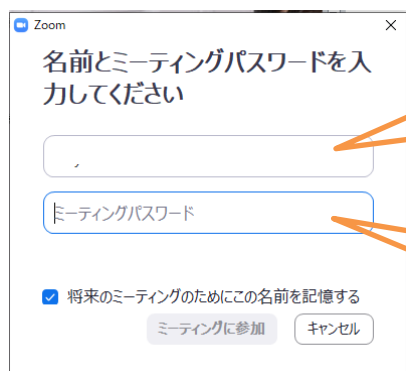 Zoom
名前とミーティングパスワードを入
力してください
ミーティングパスワード
将来のミーティングのためにこの名前を記憶する
ミーティングに参加 キャンセル